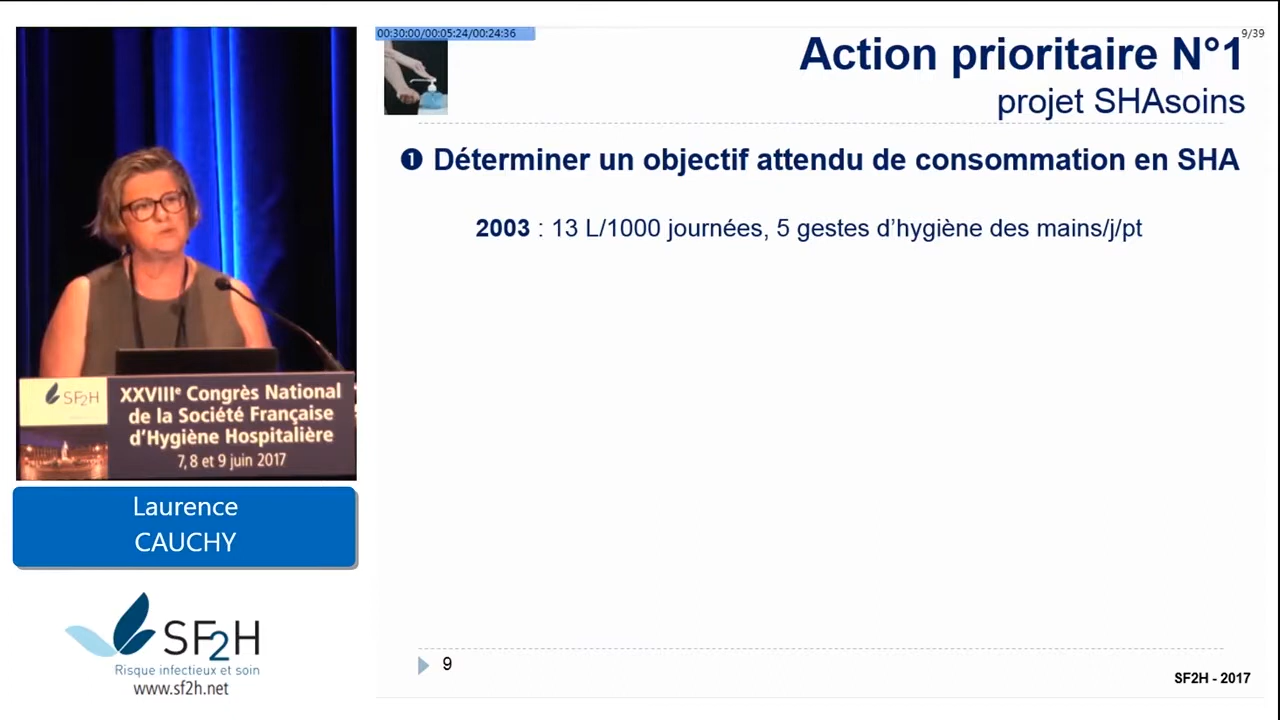 00:30:00/00:05:24/00:24:36
9/39
Action prioritaire N°1
projet SHAsoins
❶ Déterminer un objectif attendu de consommation en SHA
2003 : 13 L/1000 journées, 5 gestes d'hygiène des mains/j/pt
SF2H
XXVIIIe Congrès National
de la Société Française
d'Hygiène Hospitalière
7, 8 et 9 juin 2017
Laurence
CAUCHY
SF2H
Risque infectieux et soin
www.sf2h.net
9
SF2H - 2017